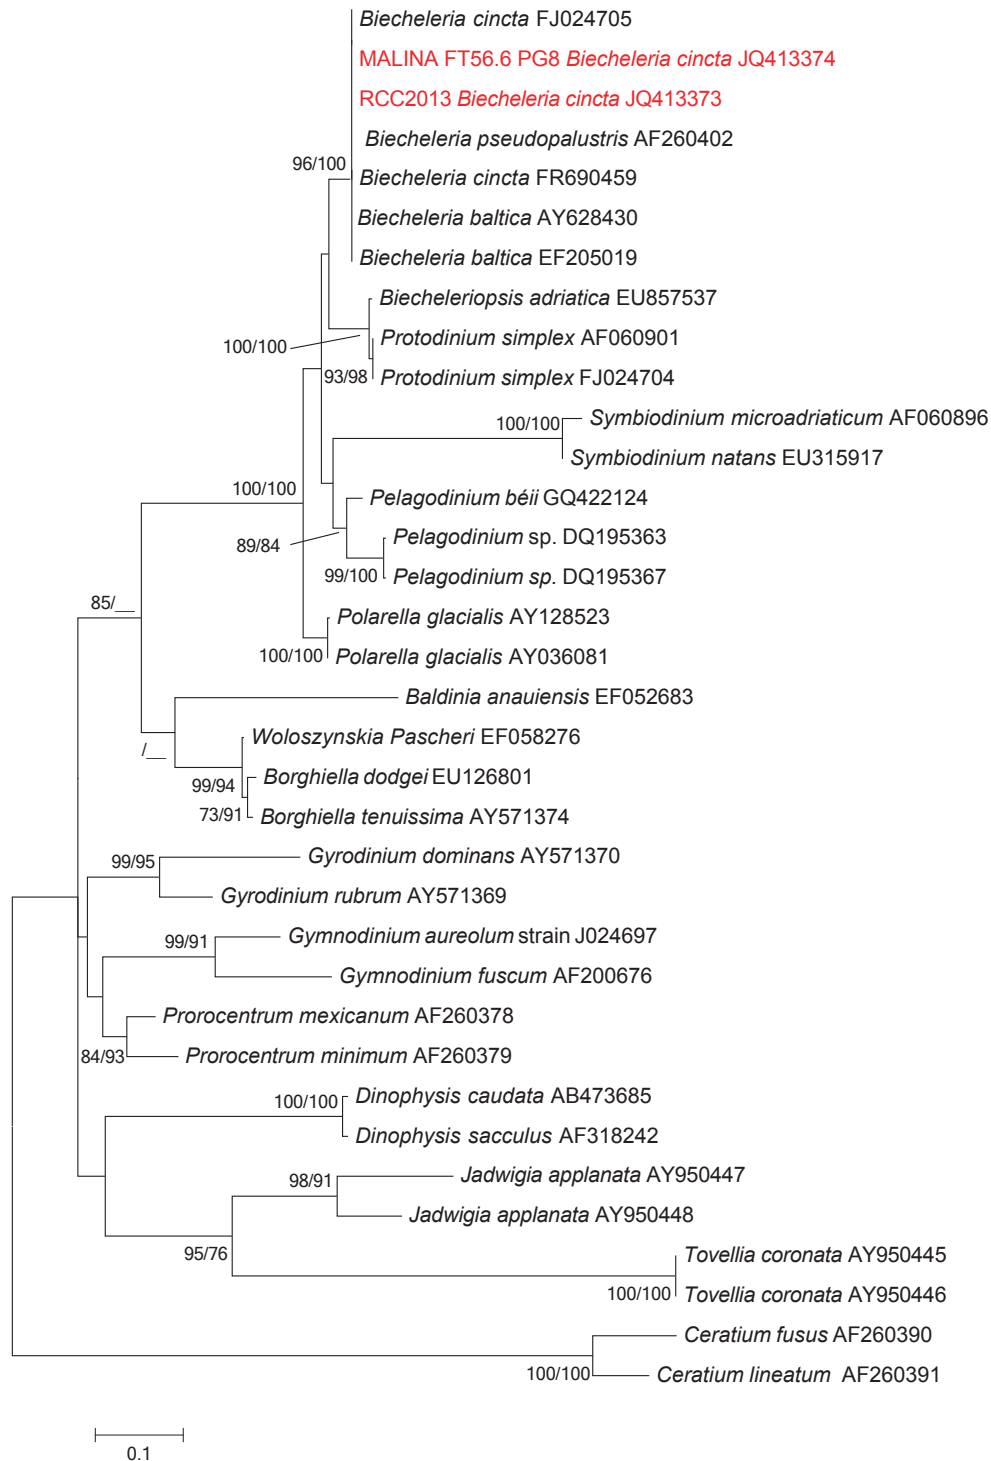 Biecheleria cincta FJ024705
MALINA FT56.6 PG8 Biecheleria cincta JQ413374
RCC2013 Biecheleria cincta JQ413373
Biecheleria pseudopalustris AF260402
96/100
Biecheleria cincta FR690459
Biecheleria baltica AY628430
Biecheleria baltica EF205019
Biecheleriopsis adriatica EU857537
100/100
Protodinium simplex AF060901
93/98
Protodinium simplex FJ024704
100/100
Symbiodinium microadriaticum AF060896
Symbiodinium natans EU315917
100/100
Pelagodinium béii GQ422124
89/84
Pelagodinium sp. DQ195363
99/100
Pelagodinium sp. DQ195367
85/__
Polarella glacialis AY128523
100/100
Polarella glacialis AY036081
Baldinia anauiensis EF052683
/__
Woloszynskia Pascheri EF058276
99/94
Borghiella dodgei EU126801
73/91
Borghiella tenuissima AY571374
99/95
Gyrodinium dominans AY571370
Gyrodinium rubrum AY571369
99/91
Gymnodinium aureolum strain J024697
Gymnodinium fuscum AF200676
Prorocentrum mexicanum AF260378
84/93
Prorocentrum minimum AF260379
100/100
Dinophysis caudata AB473685
Dinophysis sacculus AF318242
98/91
Jadwigia applanata AY950447
Jadwigia applanata AY950448
95/76
Tovellia coronata AY950445
100/100
Tovellia coronata AY950446
Ceratium fusus AF260390
100/100
Ceratium lineatum AF260391
0.1